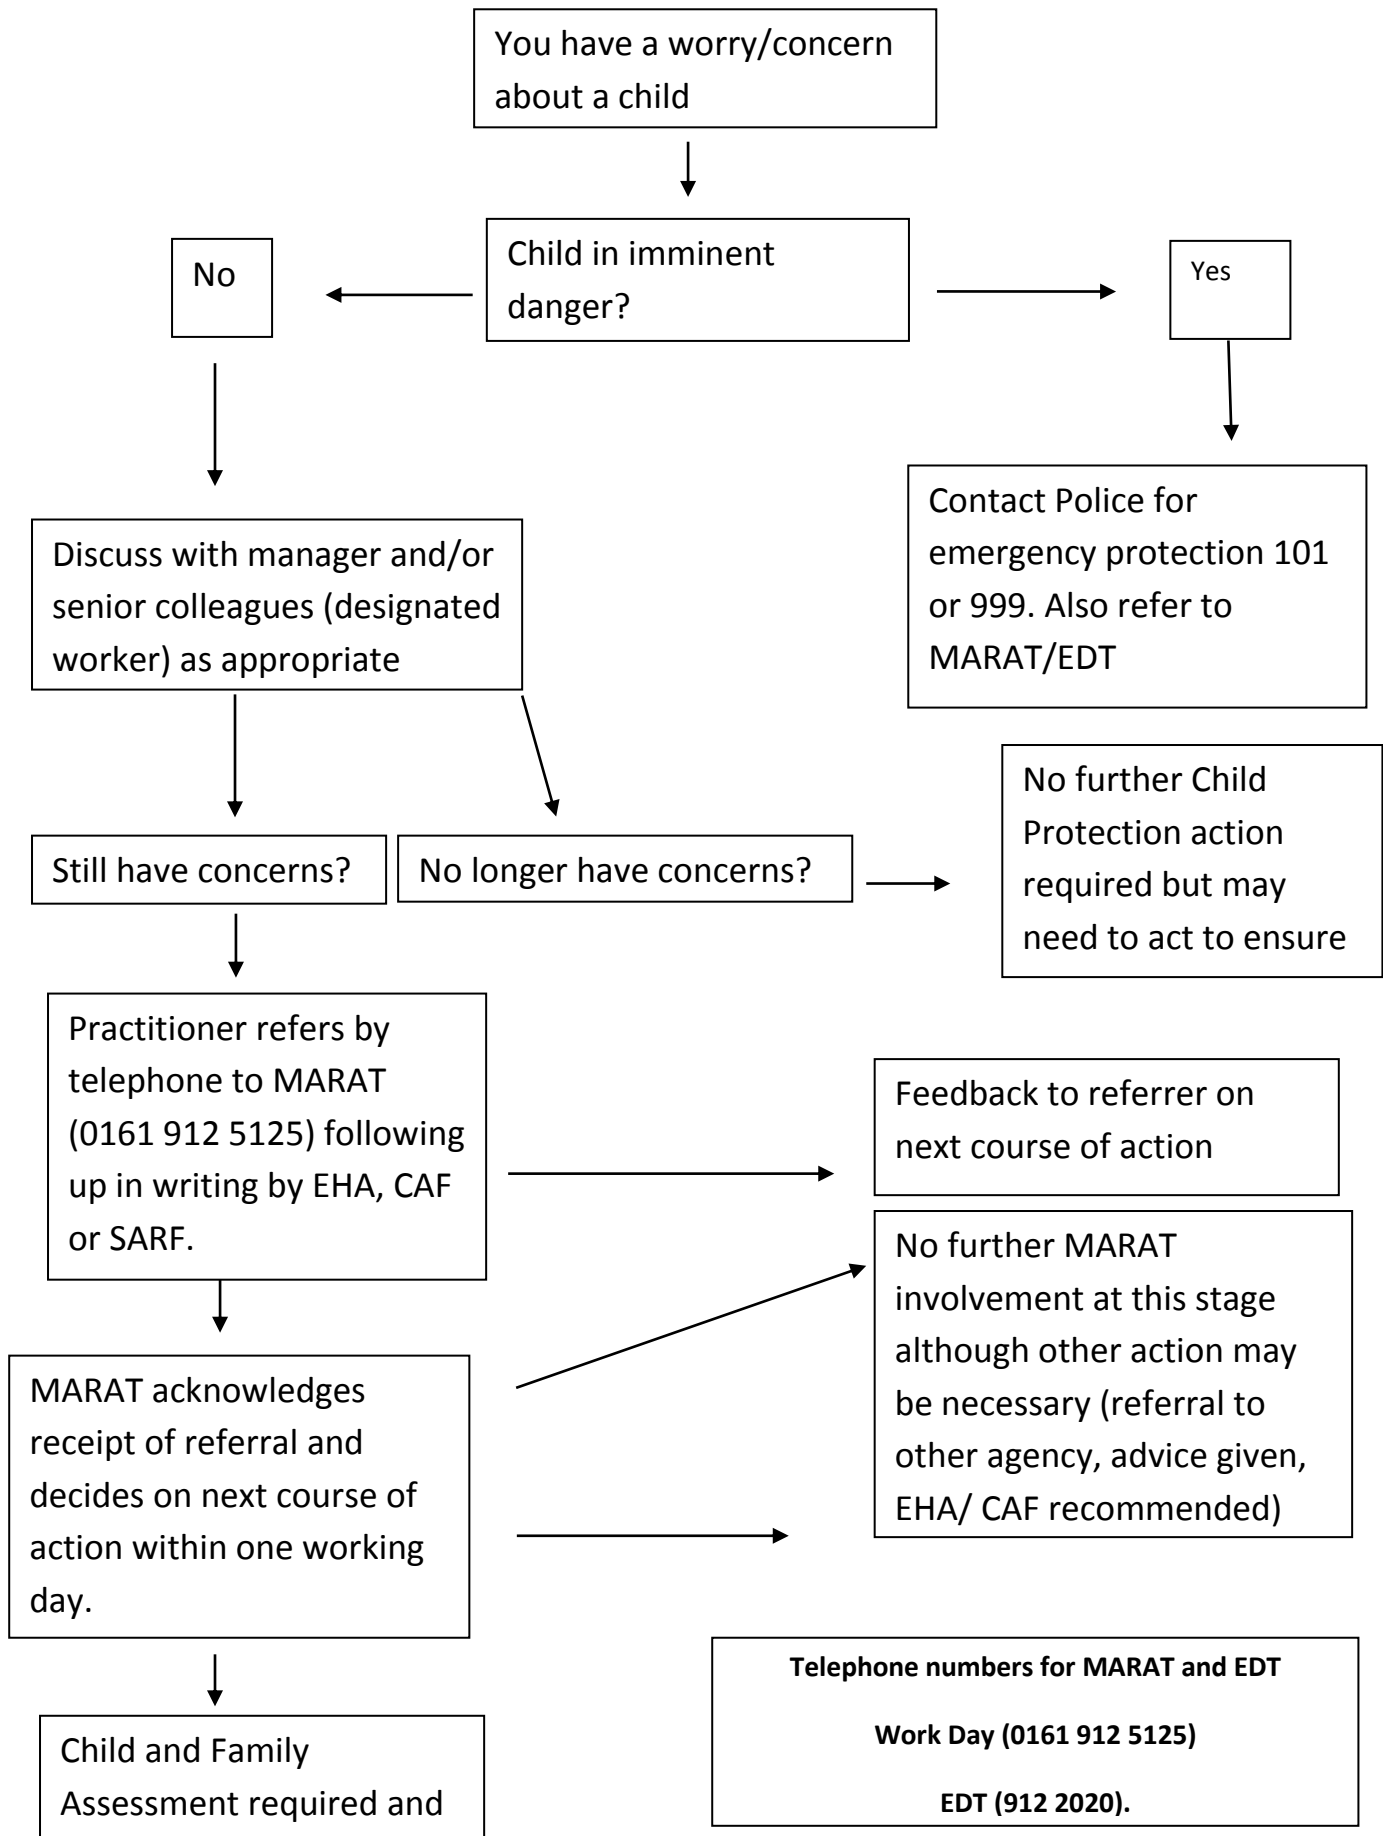 You have a worry/concern
about a child
No
Child in imminent
danger?
Yes
Contact Police for
emergency protection 101
or 999. Also refer to
MARAT/EDT
Discuss with manager and/or
senior colleagues (designated
worker) as appropriate
No further Child
Protection action
required but may
need to act to ensure
Still have concerns?
No longer have concerns?
Practitioner refers by
telephone to MARAT
(0161 912 5125) following
up in writing by EHA, CAF
or SARF.
Feedback to referrer on
next course of action
No further MARAT
involvement at this stage
although other action may
be necessary (referral to
other agency, advice given,
EHA/ CAF recommended)
MARAT acknowledges
receipt of referral and
decides on next course of
action within one working
day.
Telephone numbers for MARAT and EDT
Work Day (0161 912 5125)
EDT (912 2020).
Child and Family
Assessment required and